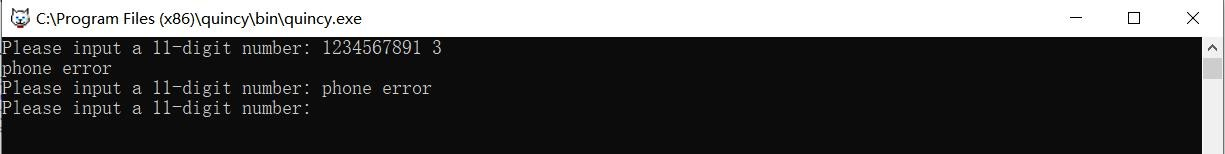 C:\Program Files (x86)\quincy\bin\quincy.exe
Please input a 11-digit number: 1234567891 3
phone error
Please input a 11-digit number: phone error
Please input a 11-digit number: